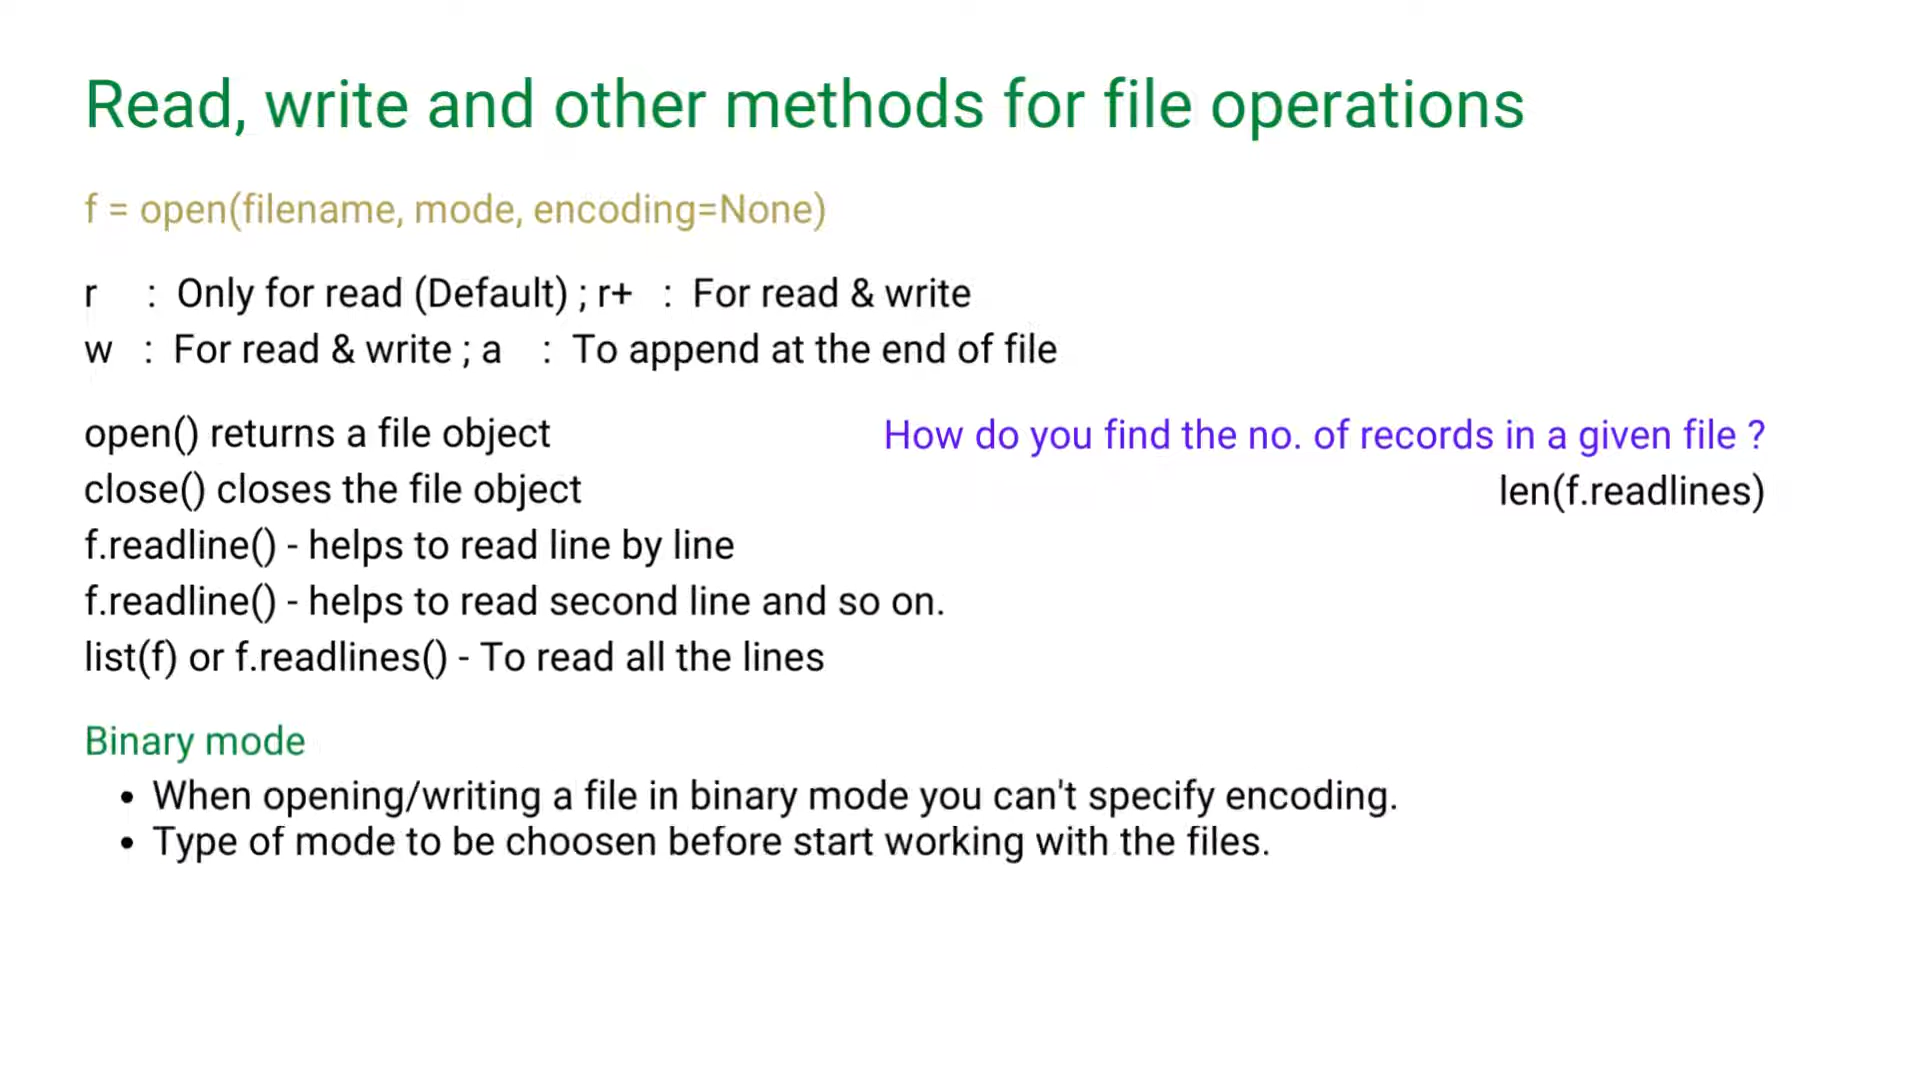 Read, write and other methods for file operations
f = open(filename, mode, encoding=None)
r : Only for read (Default) ; r+ : For read & write
w : For read & write ; a : To append at the end of file
open() returns a file object
close() closes the file object
f.readline() - helps to read line by line
f.readline() - helps to read second line and so on.
list(f) or f.readlines() - To read all the lines
How do you find the no. of records in a given file ?
len(f.readlines)
Binary mode
• When opening/writing a file in binary mode you can't specify encoding.
• Type of mode to be choosen before start working with the files.